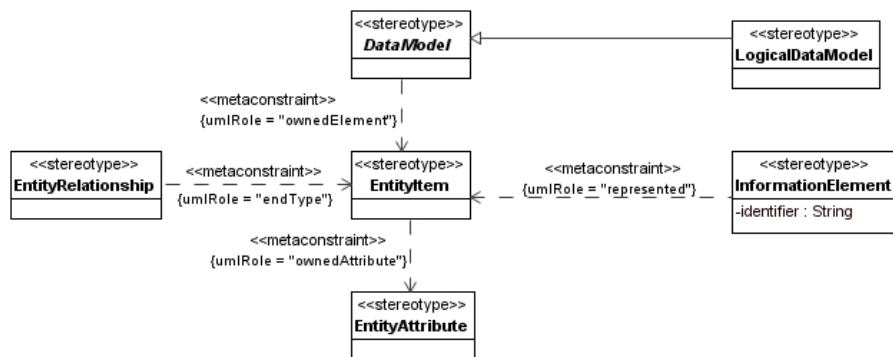 <<stereotype>>
DataModel
<<stereotype>>
LogicalDataModel
<<metaconstraint>>
{umlRole = "ownedElement"}
<<stereotype>>
EntityRelationship
<<metaconstraint>>
{umlRole = "endType"}
<<stereotype>>
EntityItem
<<metaconstraint>>
{umlRole = "represented"}
<<stereotype>>
InformationElement
-identifier : String
<<metaconstraint>>
{umlRole = "ownedAttribute"}
<<stereotype>>
EntityAttribute